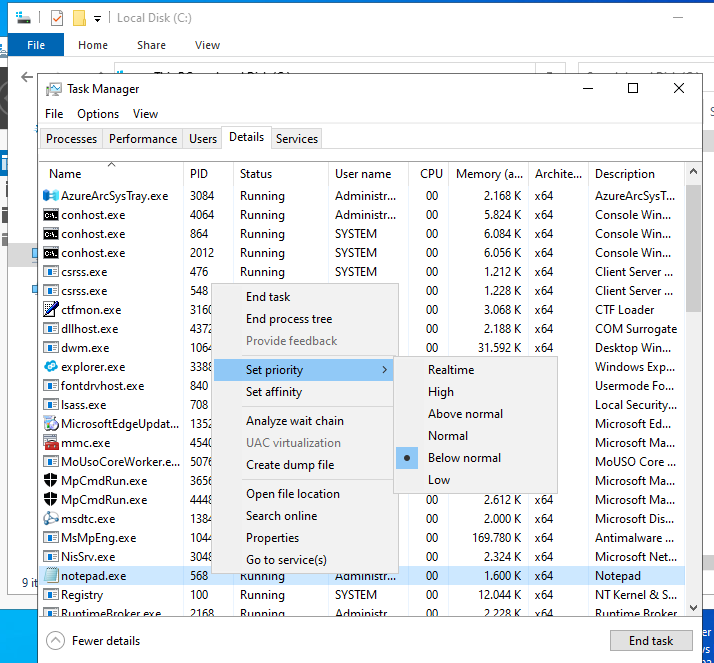 Local Disk (C:)
File Home Share View
Task Manager
File Options View
Processes Performance Users Details Services
Name PID Status User name CPU Memory (a... Archite... Description
AzureArcSysTray.exe 3084 Running Administr... 00 2.168 K x64 AzureArcSysT...
conhost.exe 4064 Running Administr... 00 5.824 K x64 Console Win...
conhost.exe 864 Running SYSTEM 00 6.084 K x64 Console Win...
conhost.exe 2012 Running SYSTEM 00 6.056 K x64 Console Win...
csrss.exe 476 Running SYSTEM 00 1.212 K x64 Client Server ...
csrss.exe 548 00 1.228 K x64 Client Server ...
ctfmon.exe 3160 00 3.068 K x64 CTF Loader
dllhost.exe 4372 00 2.188 K x64 COM Surrogate
dwm.exe 1064 00 31.592 K x64 Desktop Win...
explorer.exe 3388 Windows Exp...
fontdrvhost.exe 840 Usermode Fo...
lsass.exe 708 Local Security...
MicrosoftEdgeUpdat... 1352 Microsoft Ed...
mmc.exe 4540 Microsoft Ma...
MoUsoCoreWorker.e... 5076 MoUSO Core ...
MpCmdRun.exe 3656 Microsoft Ma...
MpCmdRun.exe 4448 00 2.612 K x64 Microsoft Ma...
msdtc.exe 1384 00 2.000 K x64 Microsoft Dis...
MsMpEng.exe 1044 00 169.780 K x64 Antimalware ...
NisSrv.exe 3048 00 2.324 K x64 Microsoft Net...
notepad.exe 568 Running Administr... 00 1.600 K x64 Notepad
Registry 100 Running SYSTEM 00 12.044 K x64 NT Kernel & S...
RuntimeBroker.exe 2168 Running Administr... 00 2.228 K x64 Runtime Broker
End task
End process tree
Provide feedback
Set priority
Set affinity
Analyze wait chain
UAC virtualization
Create dump file
Open file location
Search online
Properties
Go to service(s)
Realtime
High
Above normal
Normal
Below normal
Low
Fewer details End task